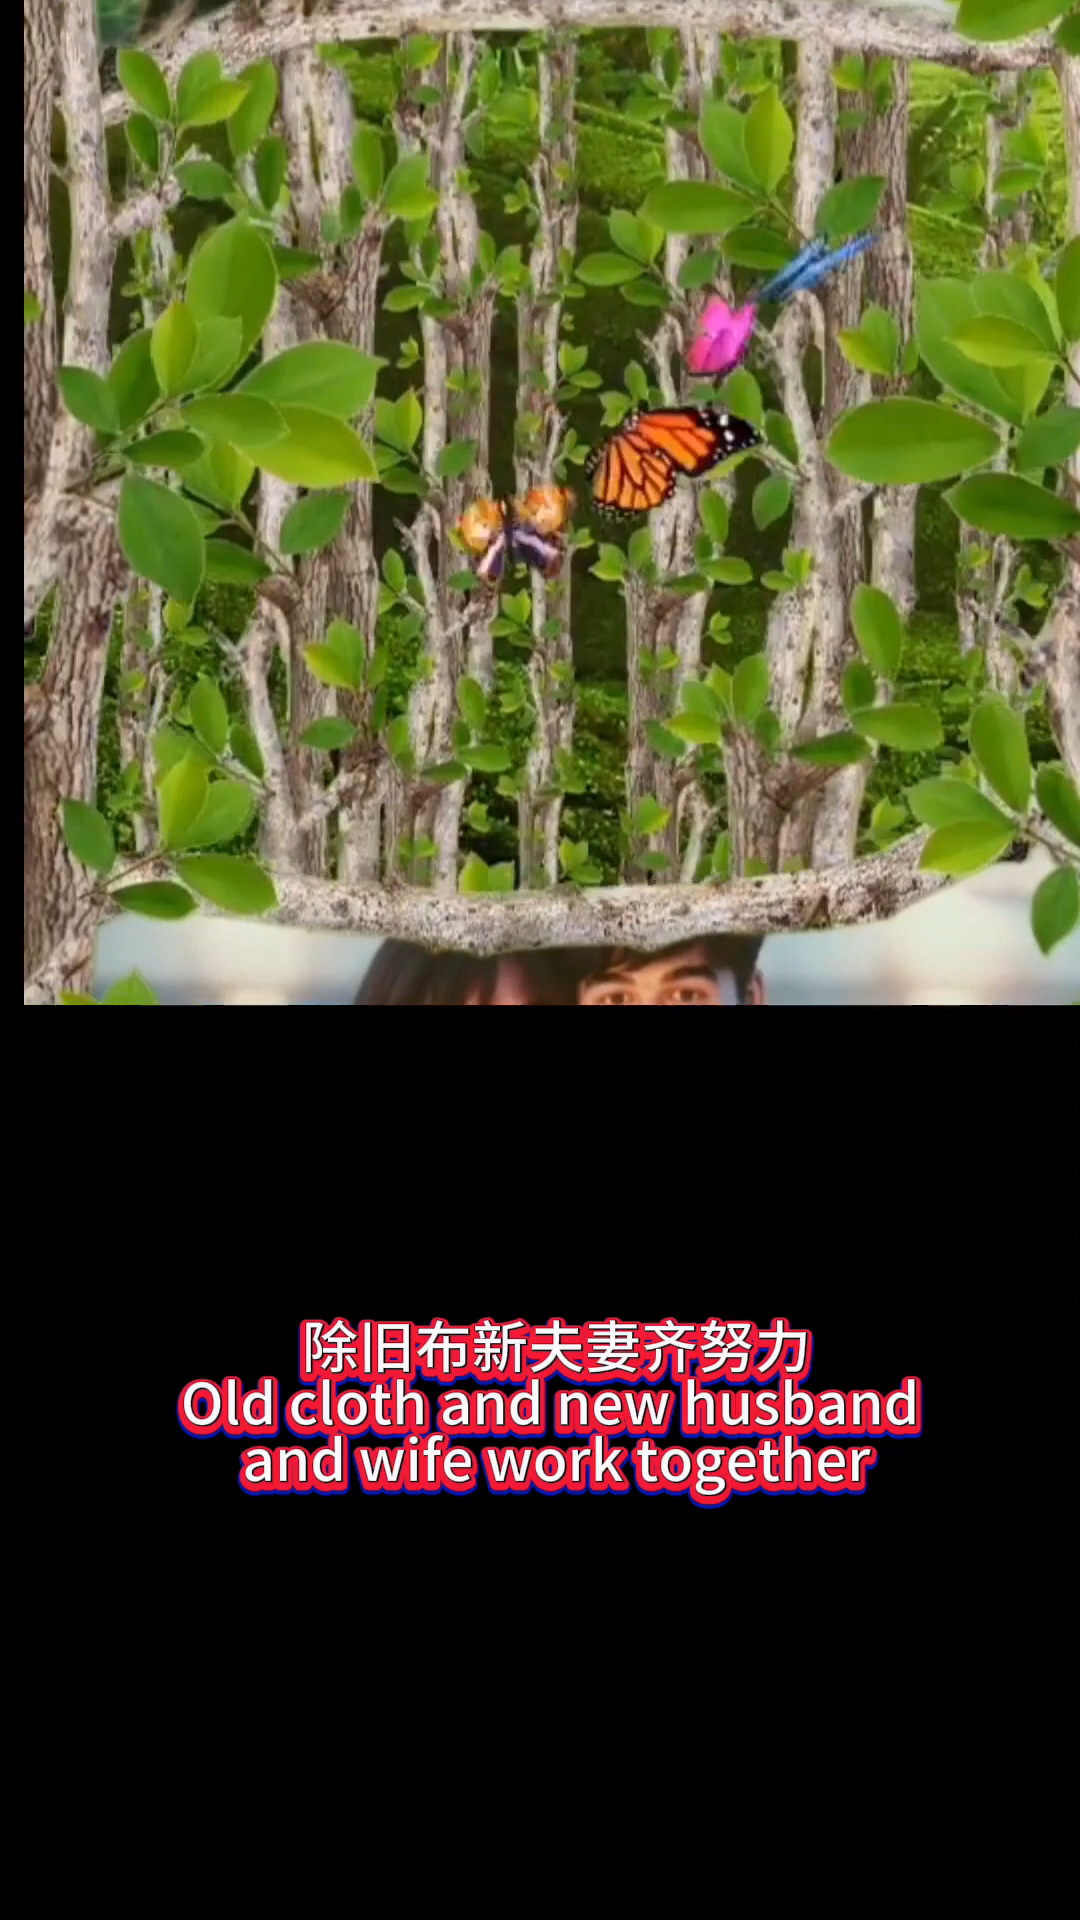 除旧布新夫妻齐努力
Old cloth and new husband
and wife work together